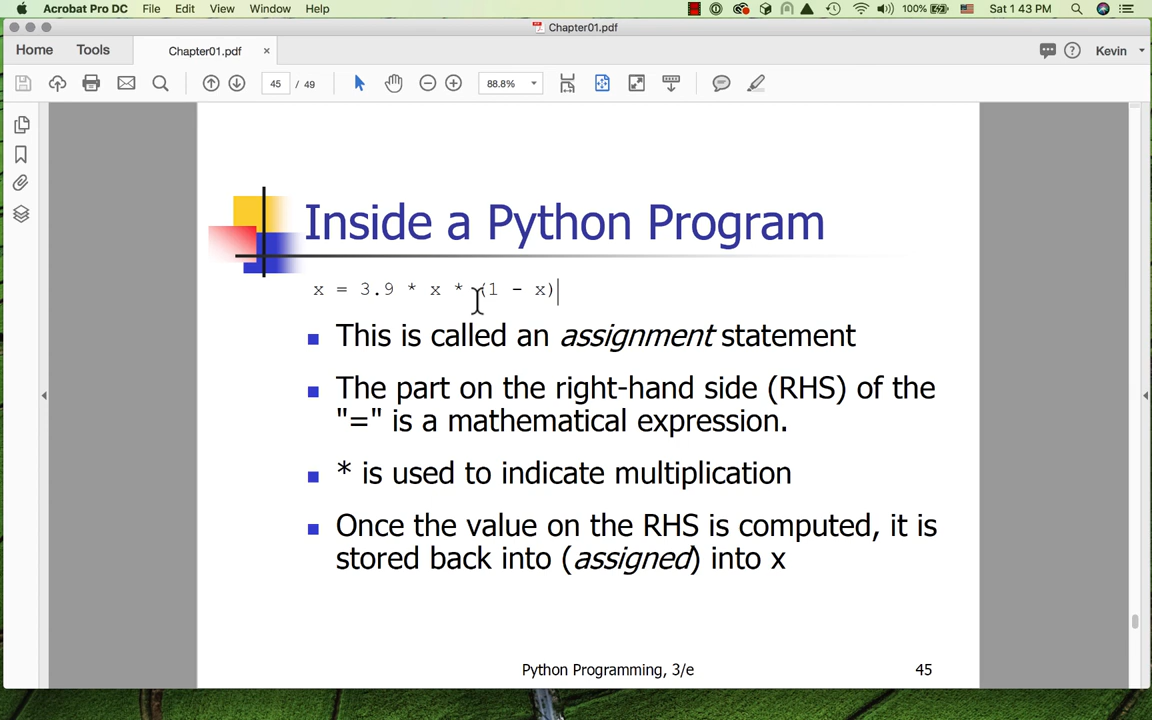 Acrobat Pro DC File Edit View Window Help 100% Sat 1 43 PM
Chapter01.pdf
Home Tools Chapter01.pdf × Kevin
45 / 49 88.8%
Inside a Python Program
x = 3.9 * x * (1 - x)
This is called an assignment statement
The part on the right-hand side (RHS) of the
"=" is a mathematical expression.
* is used to indicate multiplication
Once the value on the RHS is computed, it is
stored back into (assigned) into x
Python Programming, 3/e 45